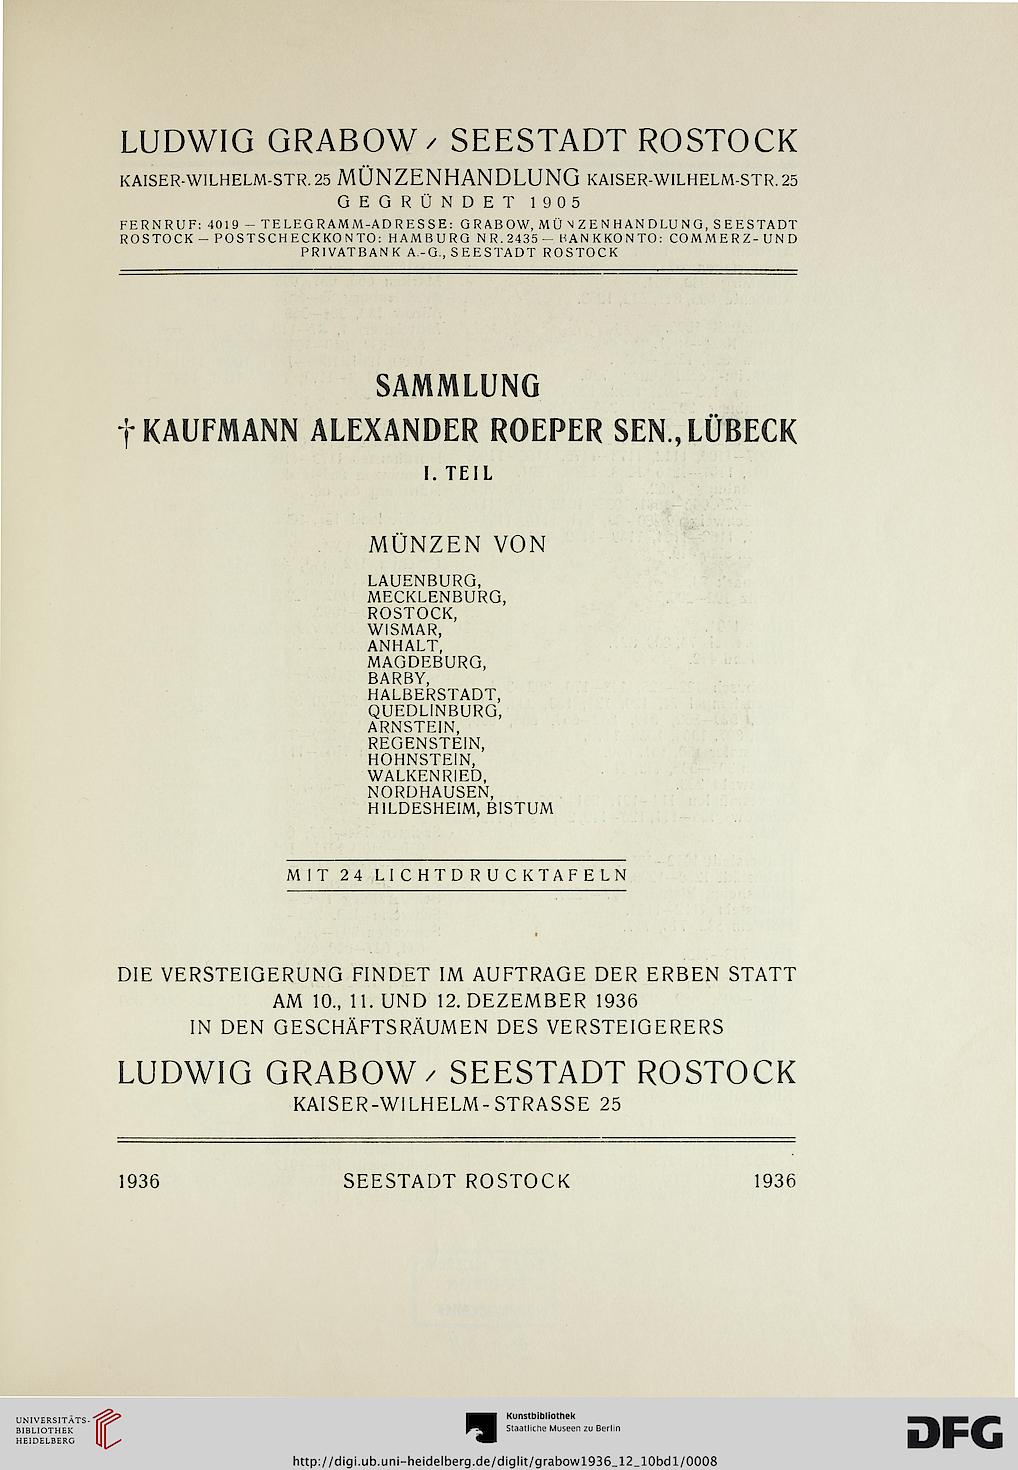 LUDWIG GRABOW / SEESTADT ROSTOCK
KAISER-WILHELM-STR. 25 MÜNZENHANDLUNG KAISER-WILHELM-STR. 25
GEGRÜNDET 1905
FERNRUF: 4019 — TELEGRAMM-ADRESSE: GRABOW, MÜNZENHANDLUNG, SEESTADT
ROSTOCK — POSTSCHECKKONTO: HAMBURG NR. 2435 — BANKKONTO: COMMERZ- UND
PRIVATBANK A.-G., SEESTADT ROSTOCK
SAMMLUNG
† KAUFMANN ALEXANDER ROEPER SEN., LÜBECK
I. TEIL
MÜNZEN VON
LAUENBURG,
MECKLENBURG,
ROSTOCK,
WISMAR,
ANHALT,
MAGDEBURG,
BARBY,
HALBERSTADT,
QUEDLINBURG,
ARNSTEIN,
REGENSTEIN,
HOHNSTEIN,
WALKENRIED,
NORDHAUSEN,
HILDESHEIM, BISTUM
MIT 24 LICHTDRUCKTAFELN
DIE VERSTEIGERUNG FINDET IM AUFTRAGE DER ERBEN STATT
AM 10., 11. UND 12. DEZEMBER 1936
IN DEN GESCHÄFTSRÄUMEN DES VERSTEIGERERS
LUDWIG GRABOW / SEESTADT ROSTOCK
KAISER-WILHELM-STRASSE 25
1936 SEESTADT ROSTOCK 1936
UNIVERSITÄTS-
BIBLIOTHEK
HEIDELBERG
Kunstbibliothek
Staatliche Museen zu Berlin
DFG
http://digi.ub.uni-heidelberg.de/diglit/grabow1936_12_10bd1/0008